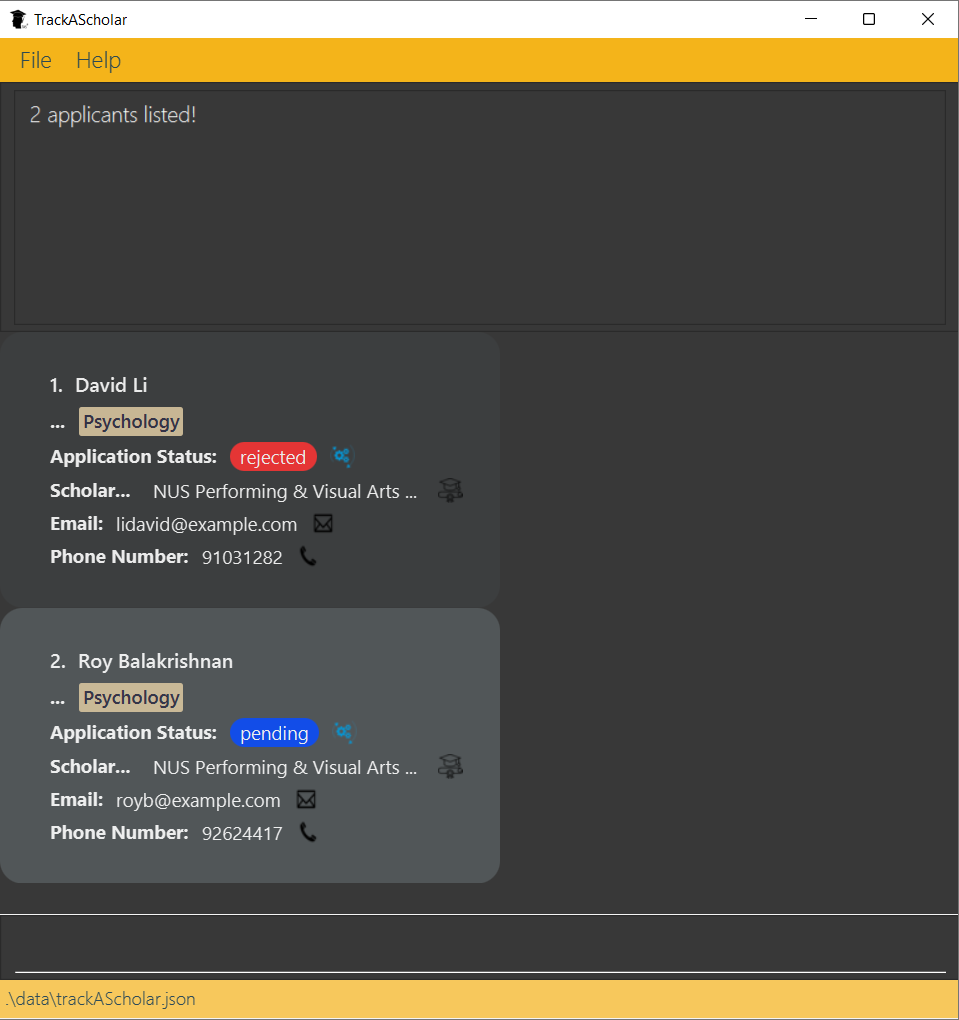 TrackAScholar
File Help
2 applicants listed!
1. David Li
... Psychology
Application Status: rejected
Scholar... NUS Performing & Visual Arts ...
Email: lidavid@example.com
Phone Number: 91031282
2. Roy Balakrishnan
... Psychology
Application Status: pending
Scholar... NUS Performing & Visual Arts ...
Email: royb@example.com
Phone Number: 92624417
.\data\trackAScholar.json